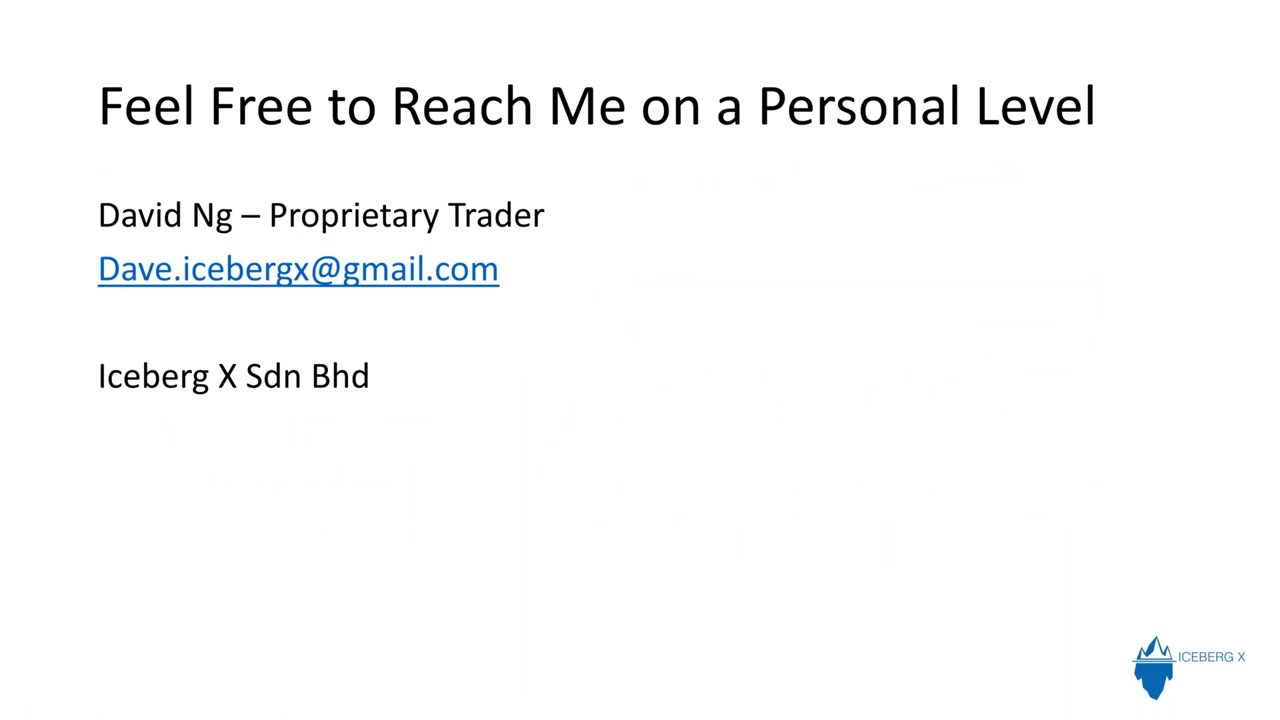 Feel Free to Reach Me on a Personal Level
David Ng – Proprietary Trader
Dave.icebergx@gmail.com
Iceberg X Sdn Bhd
ICEBERG X